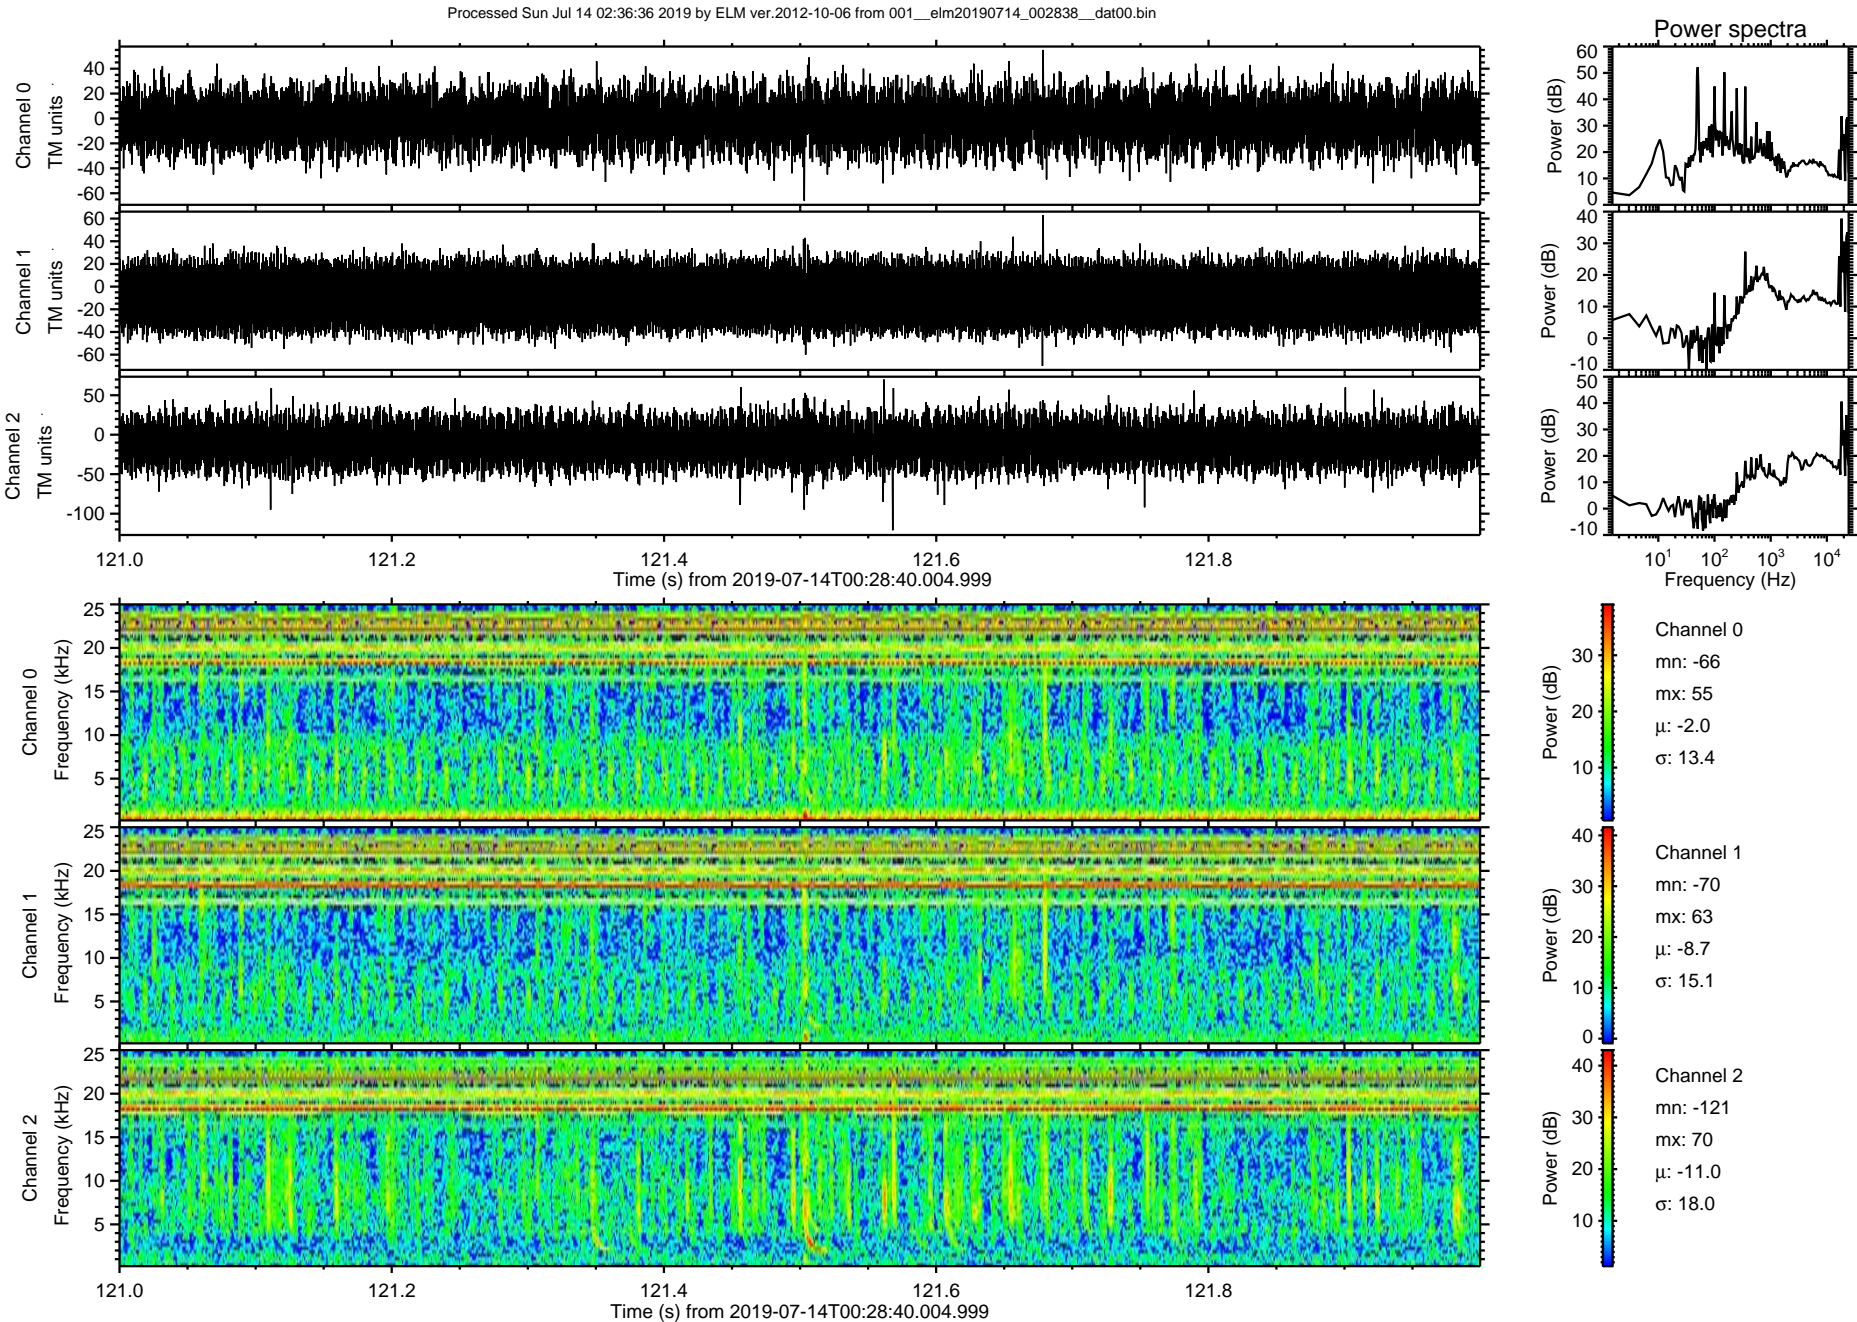 Processed Sun Jul 14 02:36:36 2019 by ELM ver.2012-10-06 from 001__elm20190714_002838__dat00.bin
Power spectra
Channel 0
TM units
40
20
0
-20
-40
-60
Power (dB)
60
50
40
30
20
10
0
Channel 1
TM units
60
40
20
0
-20
-40
-60
Power (dB)
40
30
20
10
0
-10
Channel 2
TM units
50
0
-50
-100
Power (dB)
50
40
30
20
10
0
-10
121.0 121.2 121.4 121.6 121.8
Time (s) from 2019-07-14T00:28:40.004.999
10^1 10^2 10^3 10^4
Frequency (Hz)
Channel 0
Frequency (kHz)
25
20
15
10
5
Power (dB)
30
20
10
Channel 0
mn: -66
mx: 55
μ: -2.0
σ: 13.4
Channel 1
Frequency (kHz)
25
20
15
10
5
Power (dB)
40
30
20
10
0
Channel 1
mn: -70
mx: 63
μ: -8.7
σ: 15.1
Channel 2
Frequency (kHz)
25
20
15
10
5
Power (dB)
40
30
20
10
Channel 2
mn: -121
mx: 70
μ: -11.0
σ: 18.0
121.0 121.2 121.4 121.6 121.8
Time (s) from 2019-07-14T00:28:40.004.999